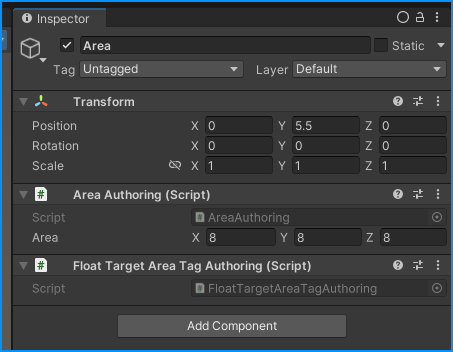 Inspector
Area Static
Tag Untagged Layer Default
Transform
Position X 0 Y 5.5 Z 0
Rotation X 0 Y 0 Z 0
Scale X 1 Y 1 Z 1
# Area Authoring (Script)
Script # AreaAuthoring
Area X 8 Y 8 Z 8
# Float Target Area Tag Authoring (Script)
Script # FloatTargetAreaTagAuthoring
Add Component